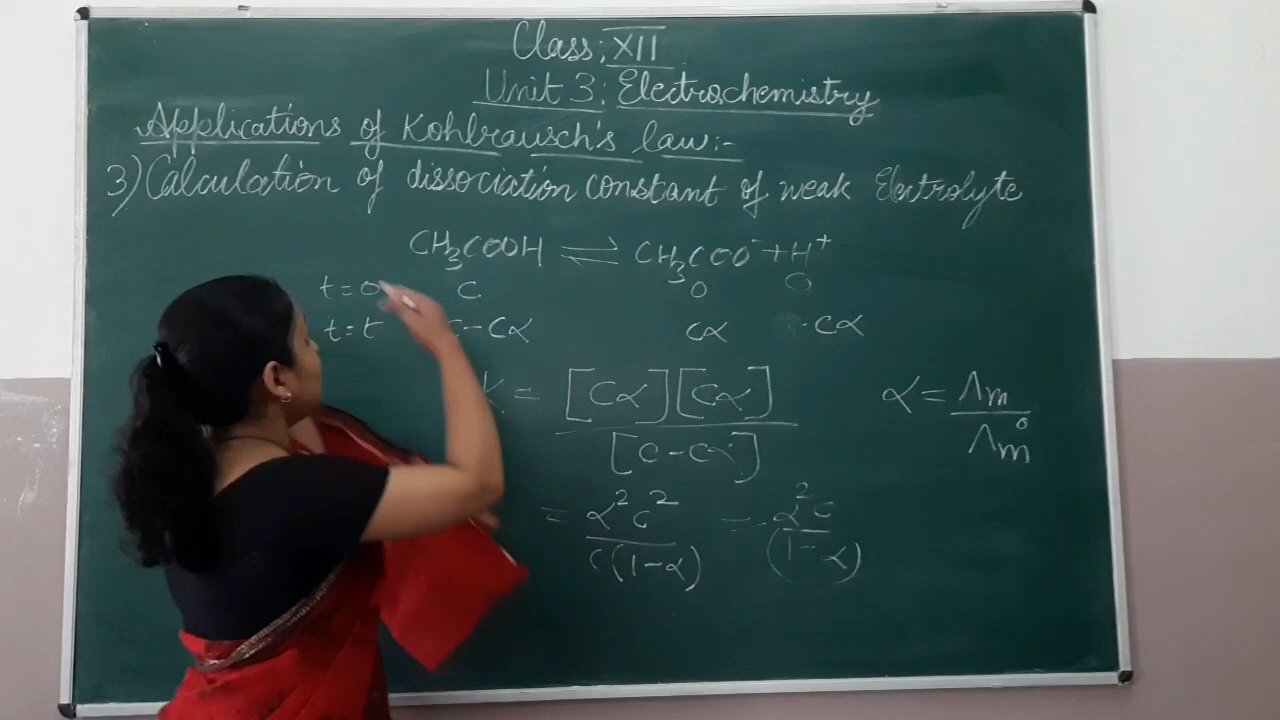 Class; XII
Unit 3: Electrochemistry
Applications of Kohlrausch's law:-
3) Calculation of dissociation constant of weak Electrolyte
CH₃COOH ⇌ CH₃COO⁻ + H⁺
t=0 C 0 0
t=t C-Cα Cα Cα
K = [Cα][Cα] / [C-Cα] α = Λm / Λm°
= α²C² / C(1-α) = α²C / (1-α)